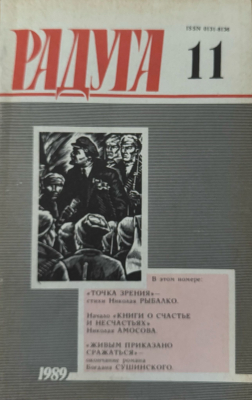 ISSN 0131-8136
РАДУГА
11
В этом номере:
«ТОЧКА ЗРЕНИЯ» —
стихи Николая РЫБАЛКО.
Начало «КНИГИ О СЧАСТЬЕ
И НЕСЧАСТЬЯХ»
Николая АМОСОВА.
«ЖИВЫМ ПРИКАЗАНО
СРАЖАТЬСЯ» —
окончание романа
Богдана СУШИНСКОГО.
1989